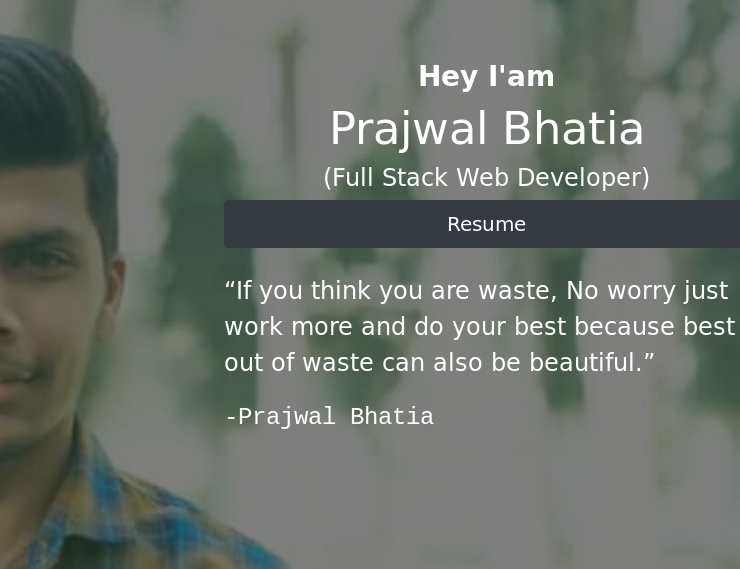 Hey I'am
Prajwal Bhatia
(Full Stack Web Developer)
Resume
“If you think you are waste, No worry just
work more and do your best because best
out of waste can also be beautiful.”
-Prajwal Bhatia